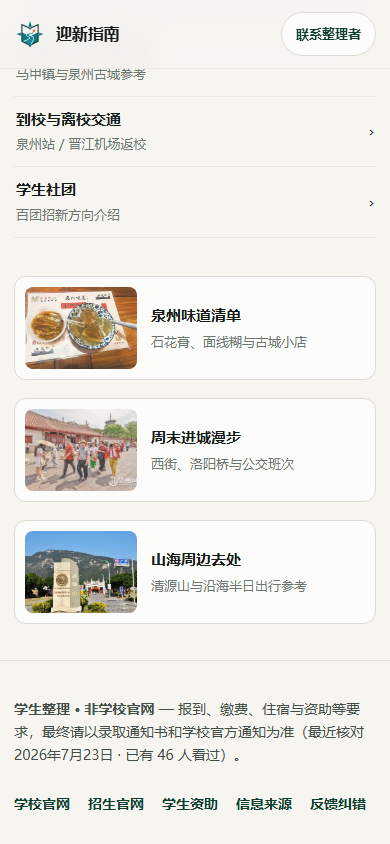 迎新指南
联系整理者
马甲镇与泉州古城参考
到校与离校交通
泉州站 / 晋江机场返校
学生社团
百团招新方向介绍
泉州味道清单
石花膏、面线糊与古城小店
周末进城漫步
西街、洛阳桥与公交班次
山海周边去处
清源山与沿海半日出行参考
学生整理 • 非学校官网 — 报到、缴费、住宿与资助等要
求，最终请以录取通知书和学校官方通知为准（最近核对
2026年7月23日 · 已有 46 人看过）。
学校官网 招生官网 学生资助 信息来源 反馈纠错